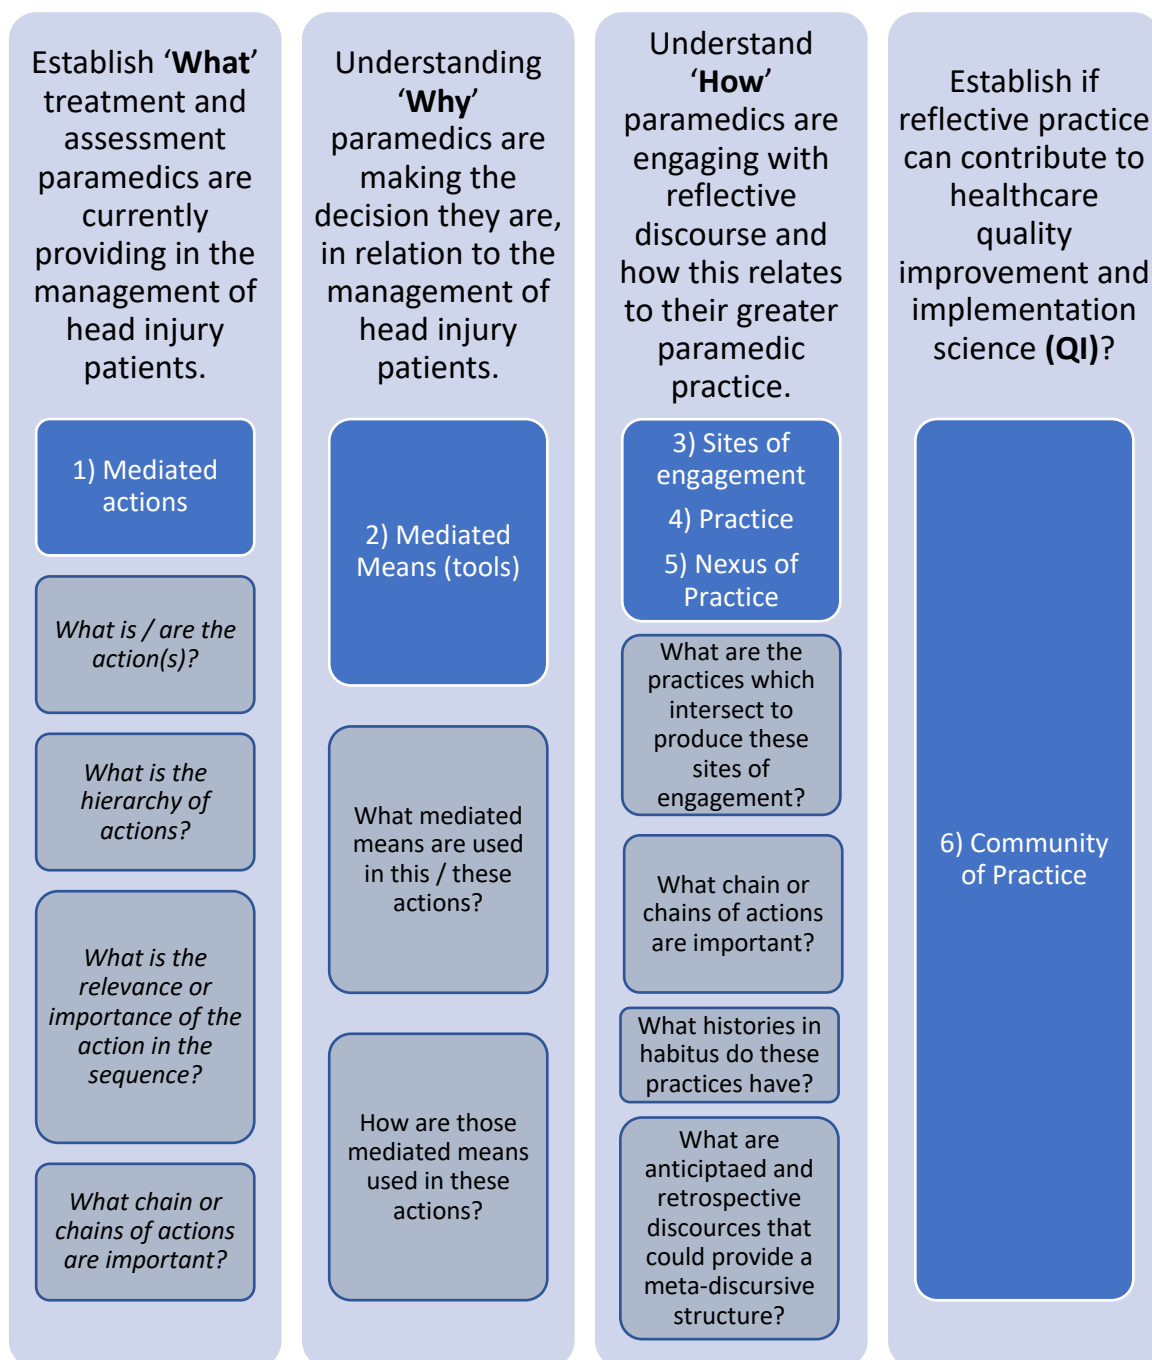 Establish ‘What’
treatment and
assessment
paramedics are
currently
providing in the
management of
head injury
patients.
1) Mediated
actions
What is / are the
action(s)?
What is the
hierarchy of
actions?
What is the
relevance or
importance of the
action in the
sequence?
What chain or
chains of actions
are important?
Understanding
‘Why’
paramedics are
making the
decision they are,
in relation to the
management of
head injury
patients.
2) Mediated
Means (tools)
What mediated
means are used
in this / these
actions?
How are those
mediated means
used in these
actions?
Understand
‘How’
paramedics are
engaging with
reflective
discourse and
how this relates
to their greater
paramedic
practice.
3) Sites of
engagement
4) Practice
5) Nexus of
Practice
What are the
practices which
intersect to
produce these
sites of
engagement?
What chain or
chains of actions
are important?
What histories in
habitus do these
practices have?
What are
anticiptaed and
retrospective
discources that
could provide a
meta-discursive
structure?
Establish if
reflective practice
can contribute to
healthcare
quality
improvement and
implementation
science (QI)?
6) Community
of Practice